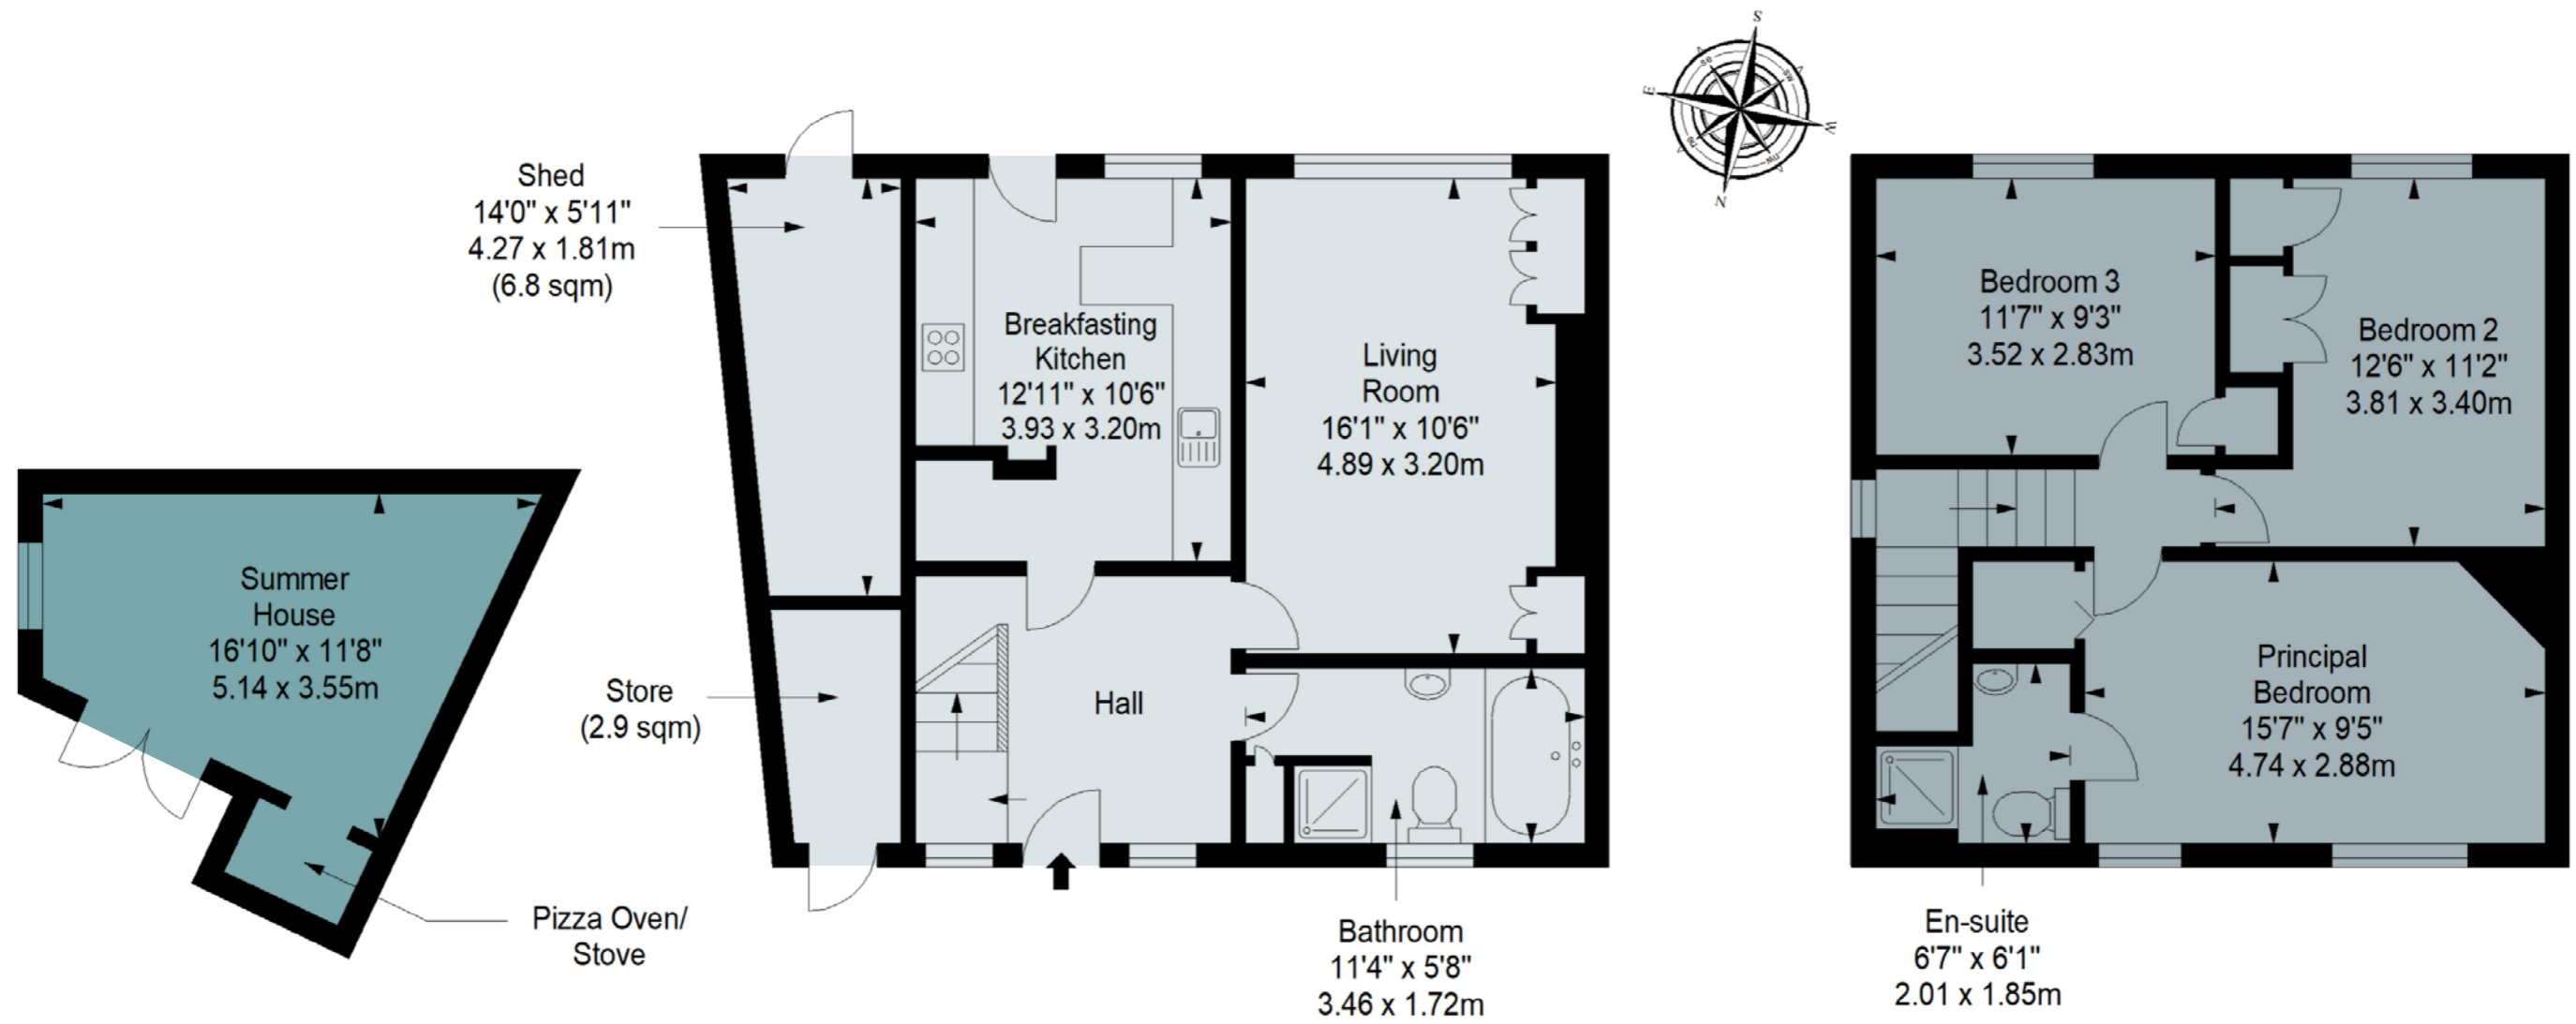 S
SE
SW
E
W
NE
NW
N
Shed
14'0" x 5'11"
4.27 x 1.81m
(6.8 sqm)
Breakfasting
Kitchen
12'11" x 10'6"
3.93 x 3.20m
Living
Room
16'1" x 10'6"
4.89 x 3.20m
Bedroom 3
11'7" x 9'3"
3.52 x 2.83m
Bedroom 2
12'6" x 11'2"
3.81 x 3.40m
Summer
House
16'10" x 11'8"
5.14 x 3.55m
Store
(2.9 sqm)
Hall
Principal
Bedroom
15'7" x 9'5"
4.74 x 2.88m
Pizza Oven/
Stove
Bathroom
11'4" x 5'8"
3.46 x 1.72m
En-suite
6'7" x 6'1"
2.01 x 1.85m